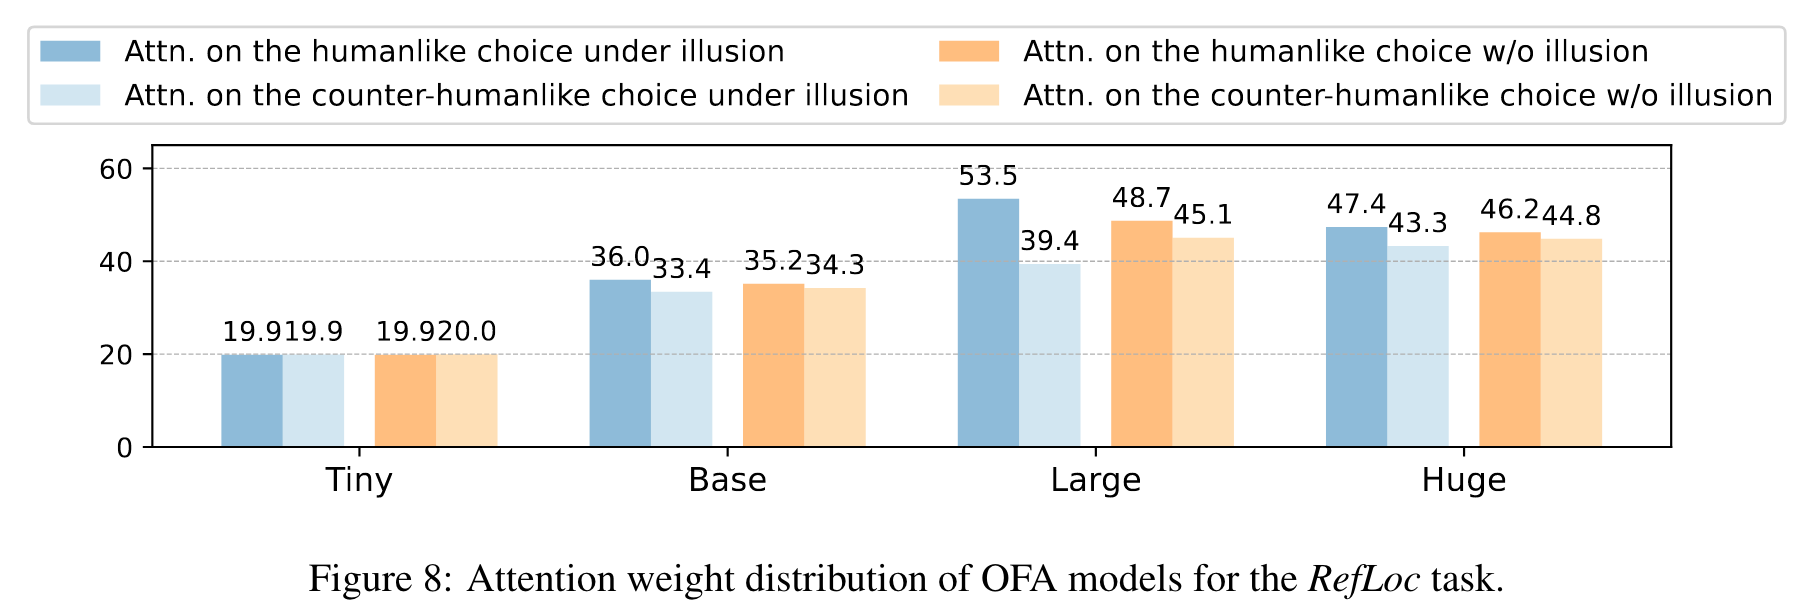 Attn. on the humanlike choice under illusion
Attn. on the counter-humanlike choice under illusion
Attn. on the humanlike choice w/o illusion
Attn. on the counter-humanlike choice w/o illusion
60
40
20
0
19.9 19.9 19.9 20.0
36.0 33.4 35.2 34.3
53.5 39.4 48.7 45.1
47.4 43.3 46.2 44.8
Tiny Base Large Huge
Figure 8: Attention weight distribution of OFA models for the RefLoc task.